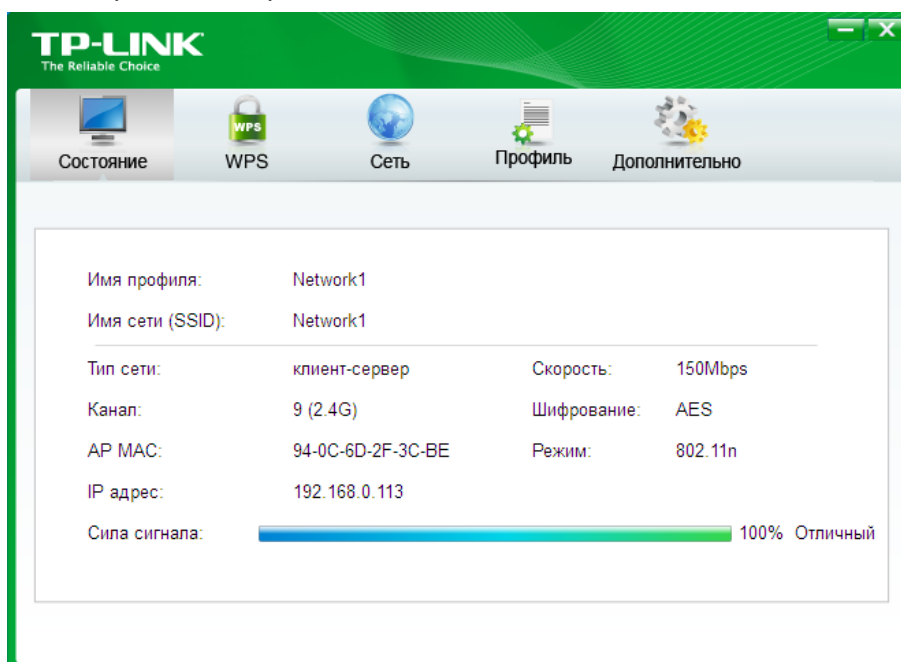 TP-LINK
The Reliable Choice
WPS
Состояние WPS Сеть Профиль Дополнительно
Имя профиля: Network1
Имя сети (SSID): Network1
Тип сети: клиент-сервер Скорость: 150Mbps
Канал: 9 (2.4G) Шифрование: AES
AP MAC: 94-0C-6D-2F-3C-BE Режим: 802.11n
IP адрес: 192.168.0.113
Сила сигнала: 100% Отличный